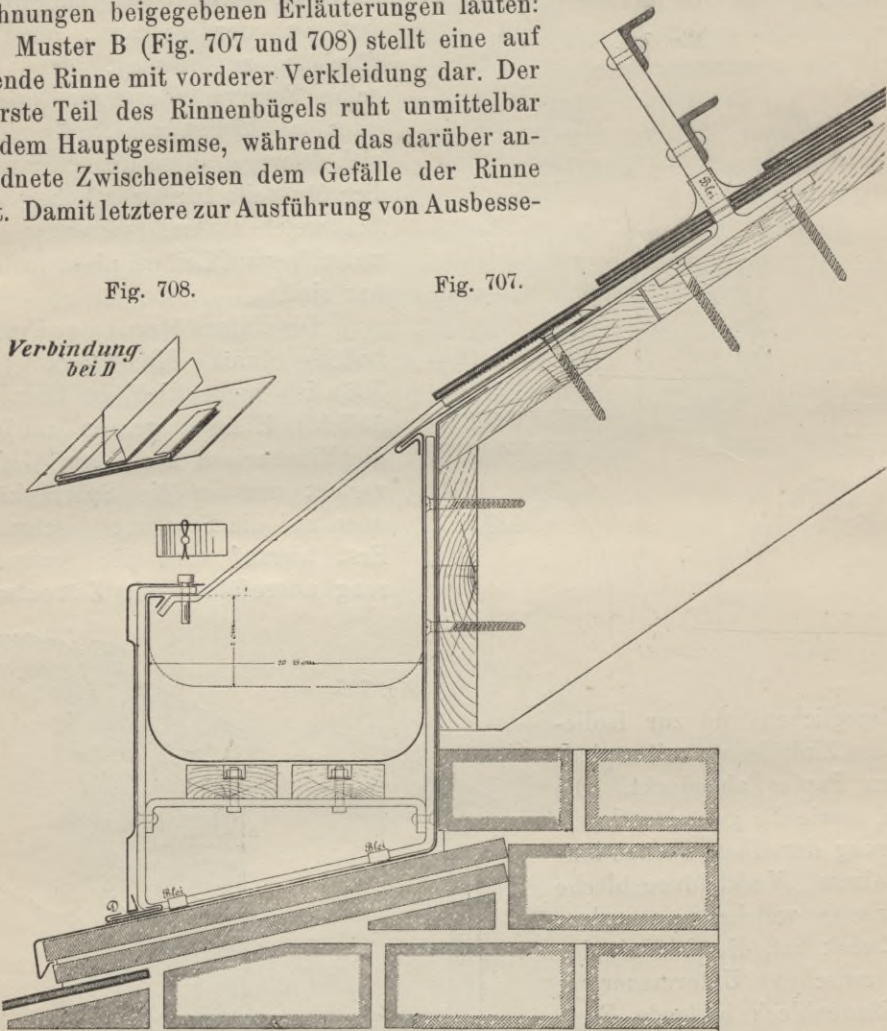 hnungen beigegebenen Erläuterungen lauten:
Muster B (Fig. 707 und 708) stellt eine auf
ende Rinne mit vorderer Verkleidung dar. Der
erste Teil des Rinnenbügels ruht unmittelbar
dem Hauptgesimse, während das darüber an-
dnete Zwischeneisen dem Gefälle der Rinne
t. Damit letztere zur Ausführung von Ausbesse-
Fig. 708.
Fig. 707.
Verbindung
bei D
Blei
Blei
Blei
D